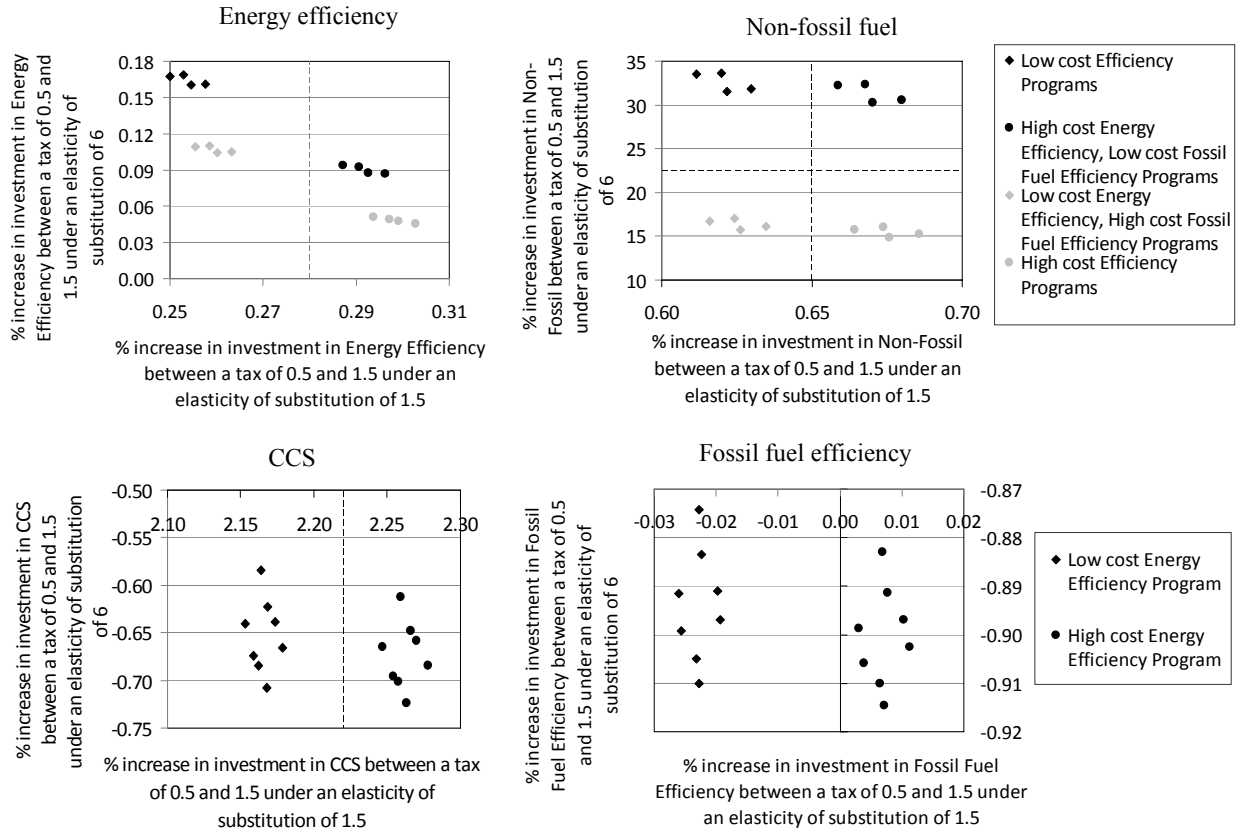 Energy efficiency
% increase in investment in Energy
Efficiency between a tax of 0.5 and
1.5 under an elasticity of
substitution of 6
0.18
0.15
0.12
0.09
0.06
0.03
0.00
0.25 0.27 0.29 0.31
% increase in investment in Energy Efficiency
between a tax of 0.5 and 1.5 under an
elasticity of substitution of 1.5
Non-fossil fuel
% increase in investment in Non-
Fossil between a tax of 0.5 and 1.5
under an elasticity of substitution
of 6
35
30
25
20
15
10
0.60 0.65 0.70
% increase in investment in Non-Fossil
between a tax of 0.5 and 1.5 under an
elasticity of substitution of 1.5
Low cost Efficiency
Programs
High cost Energy
Efficiency, Low cost Fossil
Fuel Efficiency Programs
Low cost Energy
Efficiency, High cost Fossil
Fuel Efficiency Programs
High cost Efficiency
Programs
CCS
% increase in investment in CCS
between a tax of 0.5 and 1.5
under an elasticity of substitution
of 6
-0.50
2.10 2.15 2.20 2.25 2.30
-0.55
-0.60
-0.65
-0.70
-0.75
% increase in investment in CCS between a tax
of 0.5 and 1.5 under an elasticity of
substitution of 1.5
Fossil fuel efficiency
% increase in investment in Fossil
Fuel Efficiency between a tax of 0.5
and 1.5 under an elasticity of
substitution of 6
-0.87
-0.03 -0.02 -0.01 0.00 0.01 0.02
-0.88
-0.89
-0.90
-0.91
-0.92
% increase in investment in Fossil Fuel
Efficiency between a tax of 0.5 and 1.5 under
an elasticity of substitution of 1.5
Low cost Energy
Efficiency Program
High cost Energy
Efficiency Program